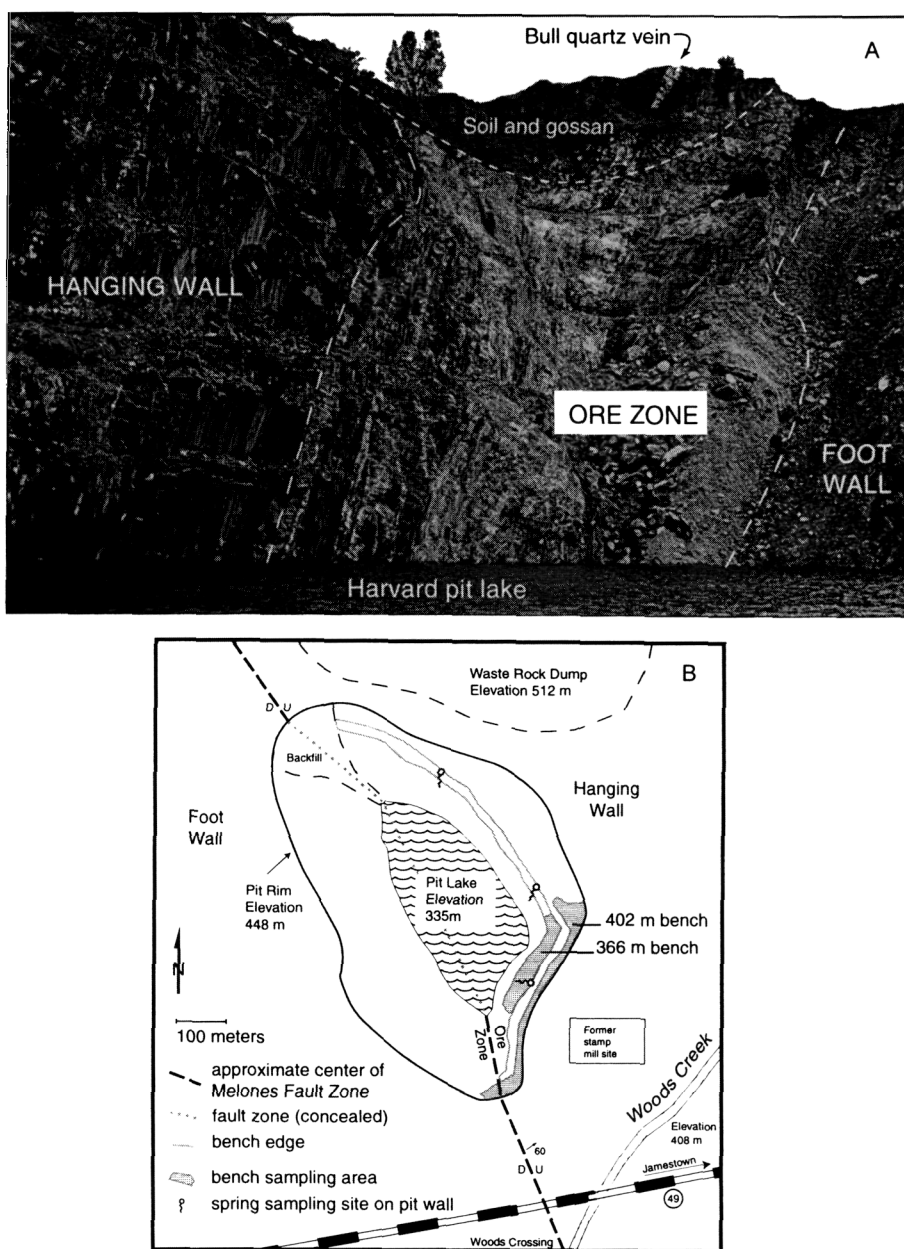 Bull quartz vein
A
Soil and gossan
HANGING WALL
ORE ZONE
FOOT
WALL
Harvard pit lake
B
Waste Rock Dump
Elevation 512 m
D U
Backfill
Hanging
Wall
Foot
Wall
Pit Rim
Elevation
448 m
Pit Lake
Elevation
335m
402 m bench
366 m bench
N
100 meters
Ore
Zone
Former
stamp
mill site
Woods Creek
Elevation
408 m
approximate center of
Melones Fault Zone
fault zone (concealed)
bench edge
bench sampling area
spring sampling site on pit wall
60
D U
Jamestown
49
Woods Crossing